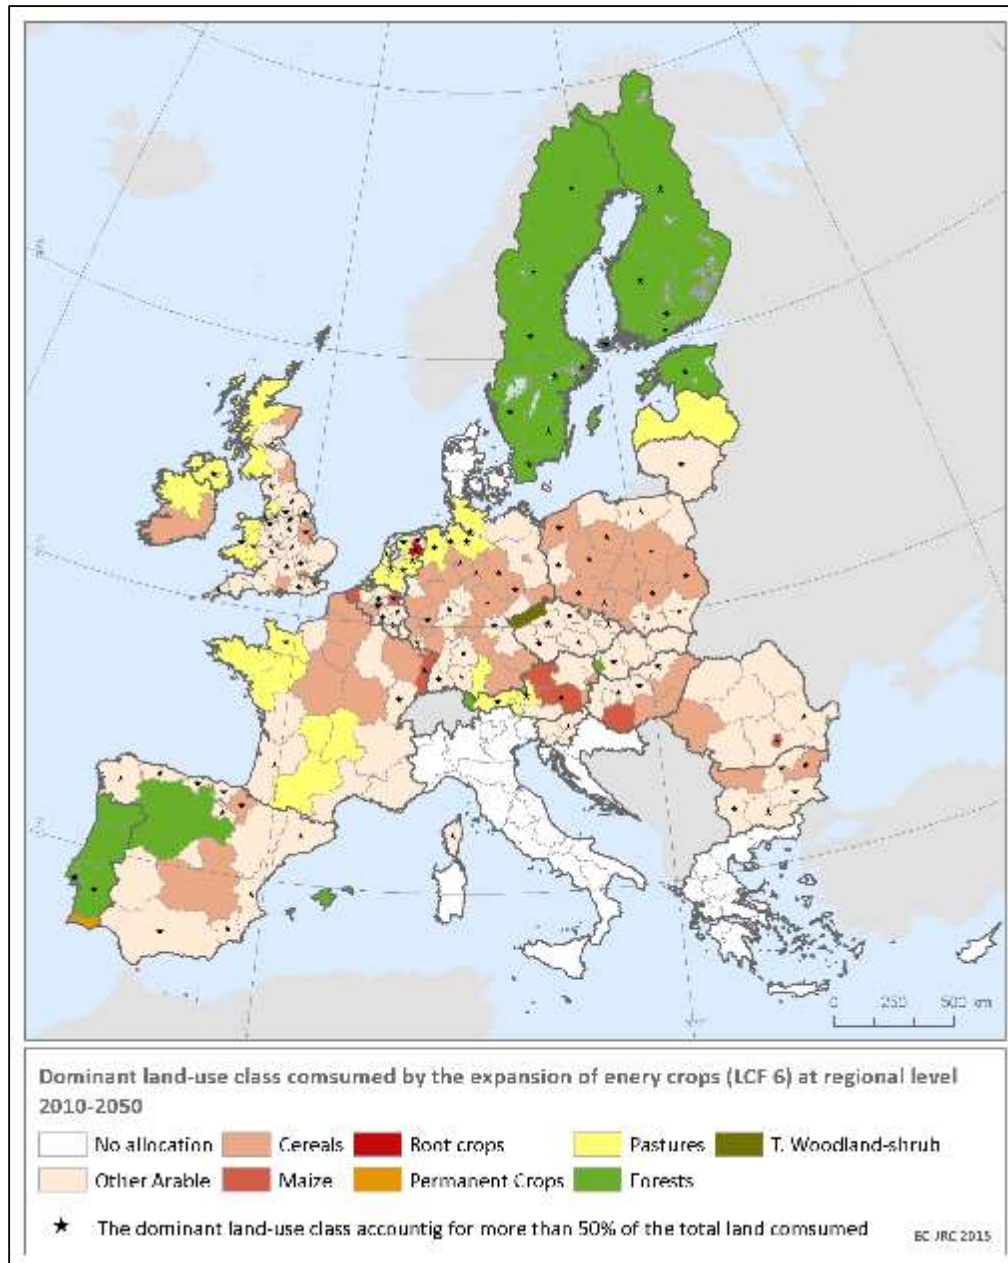 0 250 500 km
Dominant land-use class comsumed by the expansion of enery crops (LCF 6) at regional level
2010-2050
No allocation Cereals Root crops Pastures T. Woodland-shrub
Other Arable Maize Permanent Crops Forests
★ The dominant land-use class accountig for more than 50% of the total land comsumed
EC JRC 2015